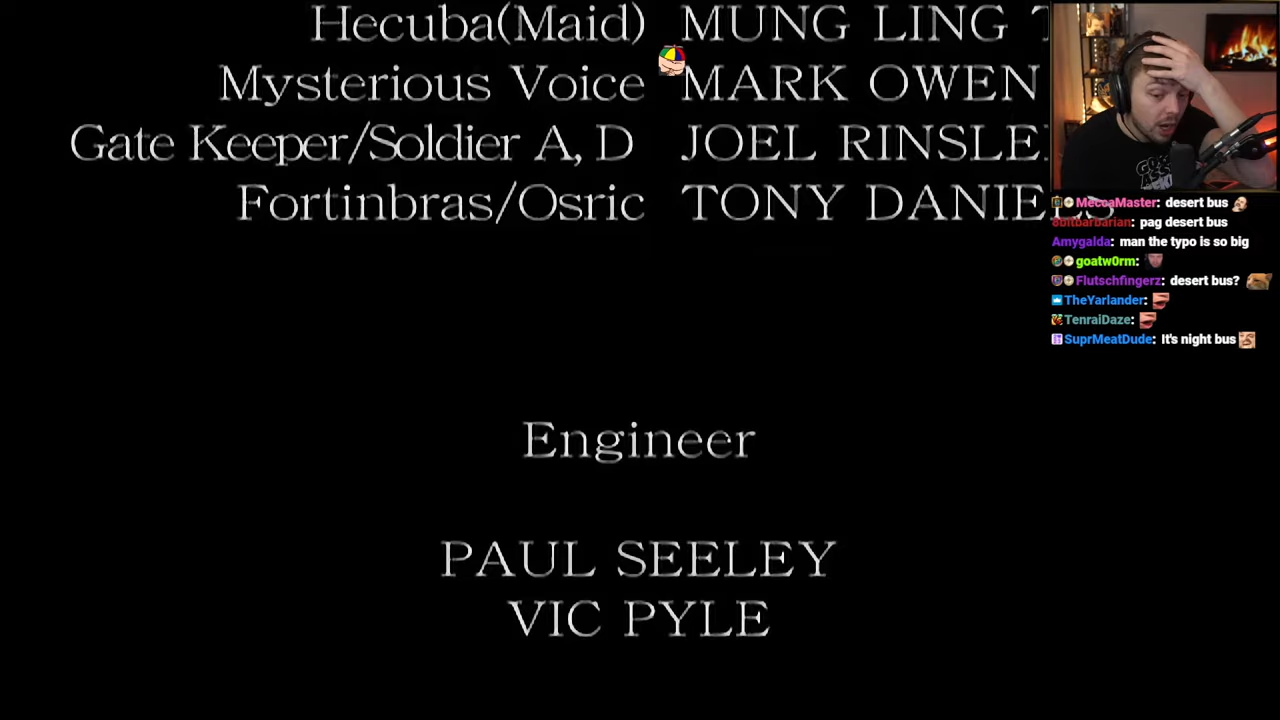 Hecuba(Maid) MUNG LING
Mysterious Voice MARK OWEN
Gate Keeper/Soldier A, D JOEL RINSLE
Fortinbras/Osric TONY DANIELS
Engineer
PAUL SEELEY
VIC PYLE
MeccaMaster: desert bus
8bitbarbarian: pag desert bus
Amygalda: man the typo is so big
goatw0rm:
Flutschfingerz: desert bus?
TheYarlander:
TenraiDaze:
SuprMeatDude: It's night bus